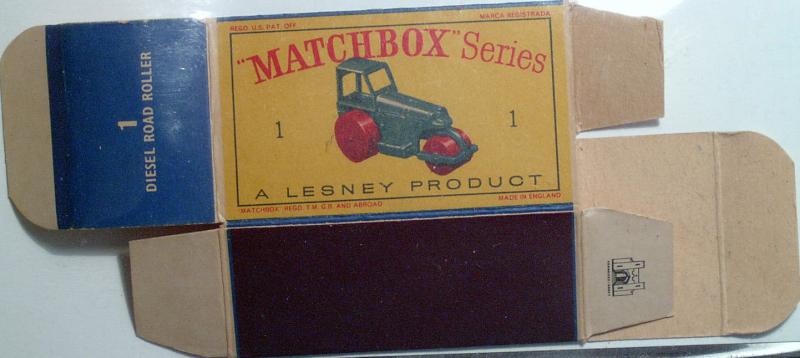 REGD. U.S. PAT. OFF.
MARCA REGISTRADA
"MATCHBOX" Series
1
1
A LESNEY PRODUCT
"MATCHBOX" REGD. T.M. G.B. AND ABROAD
MADE IN ENGLAND
1
DIESEL ROAD ROLLER